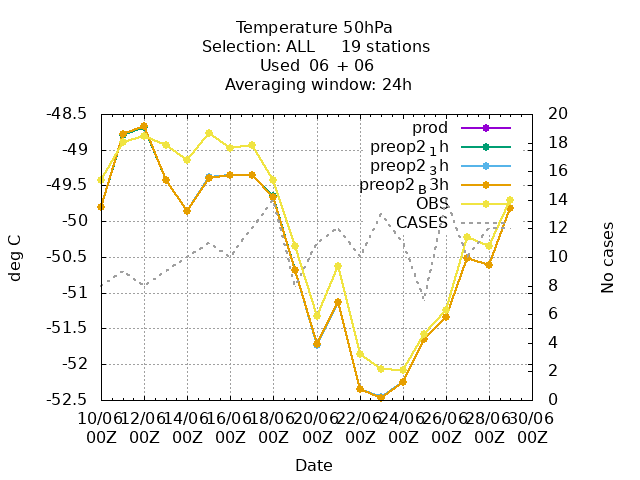 Temperature 50hPa
Selection: ALL 19 stations
Used 06 + 06
Averaging window: 24h
-48.5
-49
-49.5
-50
-50.5
-51
-51.5
-52
-52.5
deg C
20
18
16
14
12
10
8
6
4
2
0
No cases
prod
preop2₁h
preop2₃h
preop2_B3h
OBS
CASES
10/06 12/06 14/06 16/06 18/06 20/06 22/06 24/06 26/06 28/06 30/06
00Z 00Z 00Z 00Z 00Z 00Z 00Z 00Z 00Z 00Z 00Z
Date